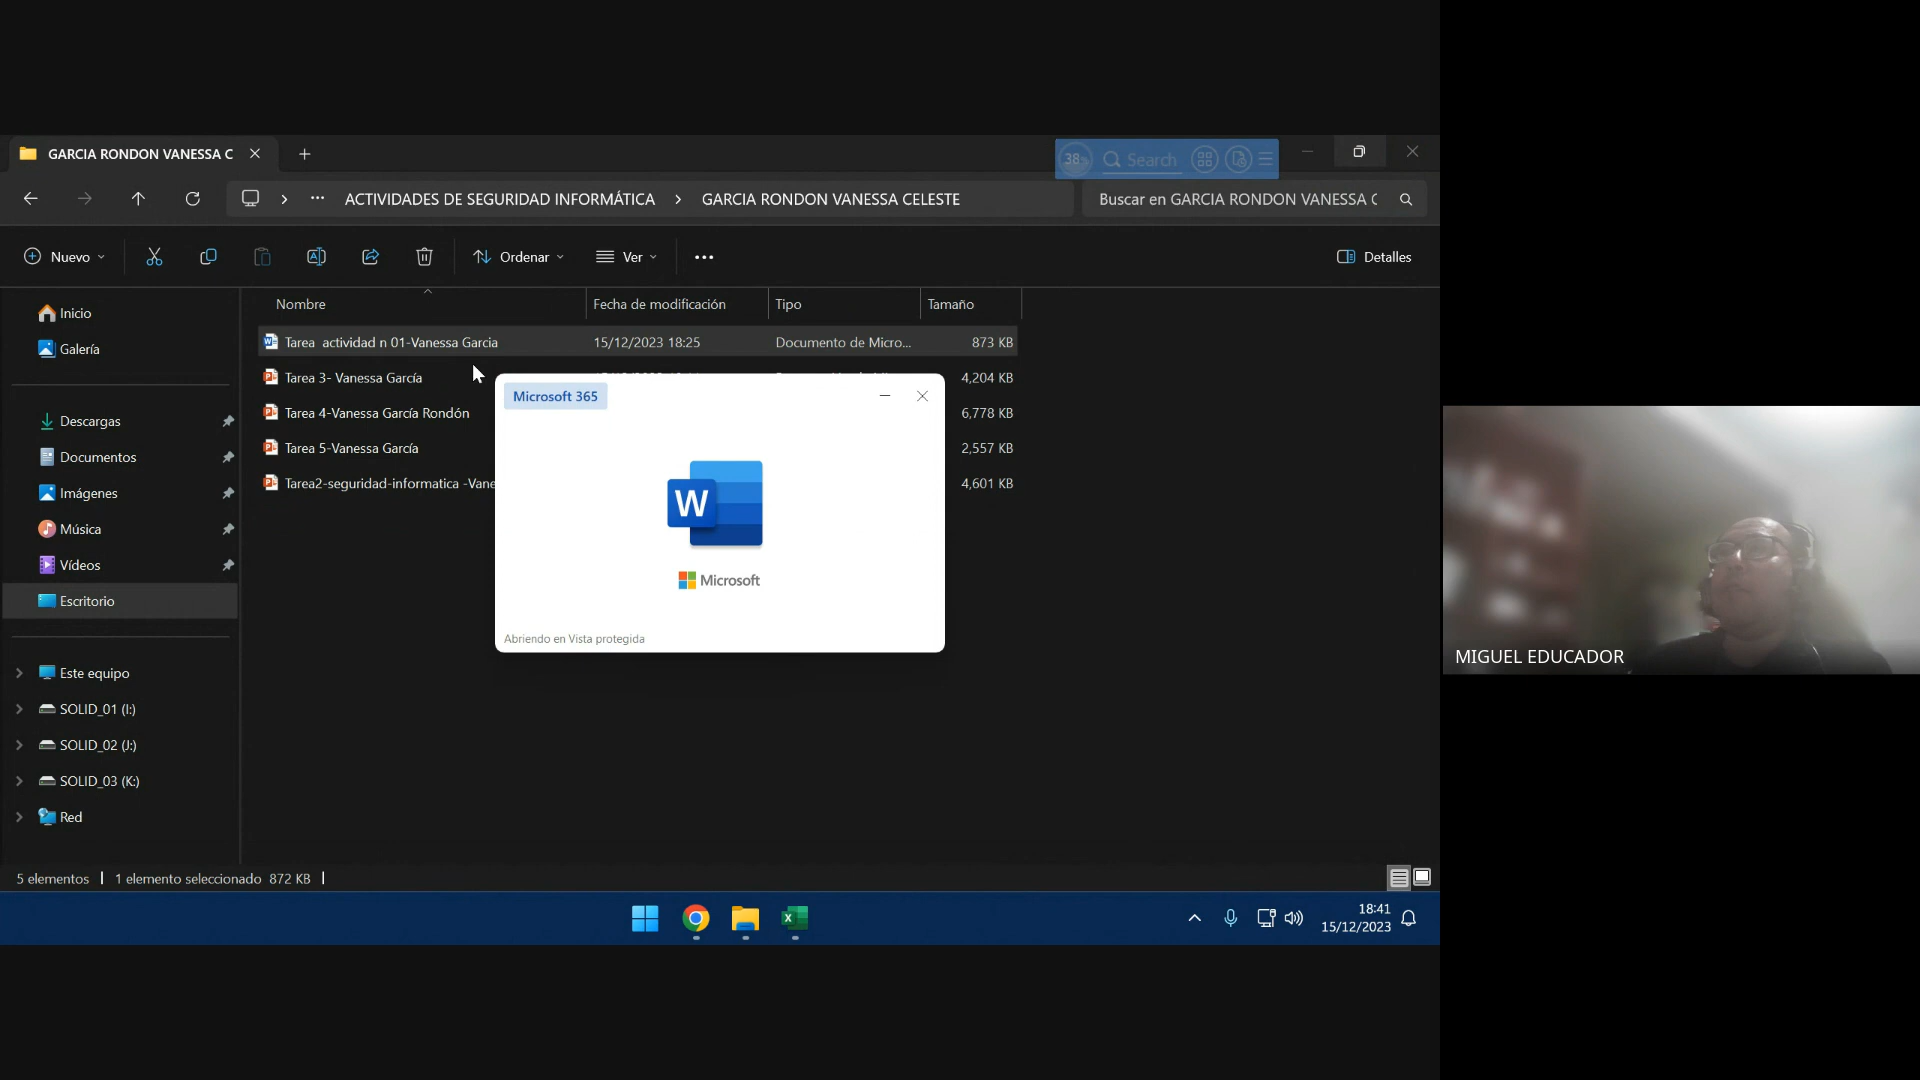 GARCIA RONDON VANESSA C
38%
Search
ACTIVIDADES DE SEGURIDAD INFORMÁTICA > GARCIA RONDON VANESSA CELESTE
Buscar en GARCIA RONDON VANESSA C
Nuevo
Ordenar
Ver
Detalles
Inicio
Galería
Descargas
Documentos
Imágenes
Música
Vídeos
Escritorio
Este equipo
SOLID_01 (I:)
SOLID_02 (J:)
SOLID_03 (K:)
Red
Nombre Fecha de modificación Tipo Tamaño
Tarea actividad n 01-Vanessa Garcia 15/12/2023 18:25 Documento de Micro... 873 KB
Tarea 3- Vanessa García 4,204 KB
Tarea 4-Vanessa García Rondón 6,778 KB
Tarea 5-Vanessa García 2,557 KB
Tarea2-seguridad-informatica -Vane 4,601 KB
Microsoft 365
W
Microsoft
Abriendo en Vista protegida
5 elementos 1 elemento seleccionado 872 KB
18:41
15/12/2023
MIGUEL EDUCADOR